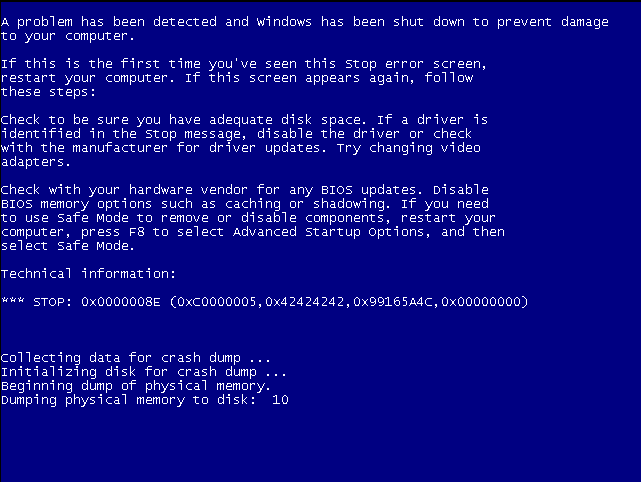 A problem has been detected and Windows has been shut down to prevent damage
to your computer.
If this is the first time you've seen this Stop error screen,
restart your computer. If this screen appears again, follow
these steps:
Check to be sure you have adequate disk space. If a driver is
identified in the Stop message, disable the driver or check
with the manufacturer for driver updates. Try changing video
adapters.
Check with your hardware vendor for any BIOS updates. Disable
BIOS memory options such as caching or shadowing. If you need
to use Safe Mode to remove or disable components, restart your
computer, press F8 to select Advanced Startup Options, and then
select Safe Mode.
Technical information:
*** STOP: 0x0000008E (0xC0000005,0x42424242,0x99165A4C,0x00000000)
Collecting data for crash dump ...
Initializing disk for crash dump ...
Beginning dump of physical memory.
Dumping physical memory to disk:  10